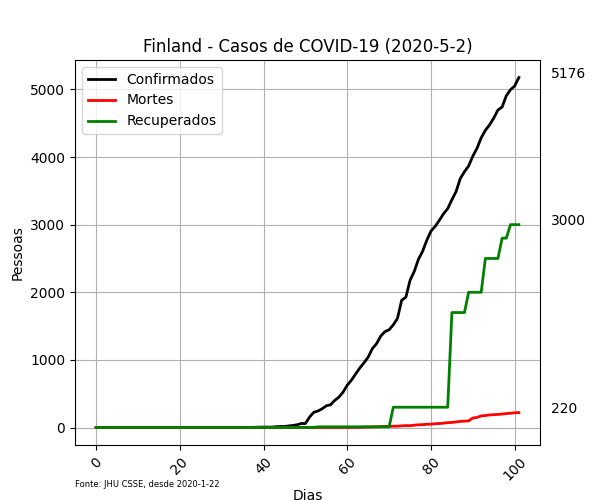 Finland - Casos de COVID-19 (2020-5-2)
Confirmados
Mortes
Recuperados
5176
3000
220
Pessoas
5000
4000
3000
2000
1000
0
0
20
40
60
80
100
Fonte: JHU CSSE, desde 2020-1-22
Dias